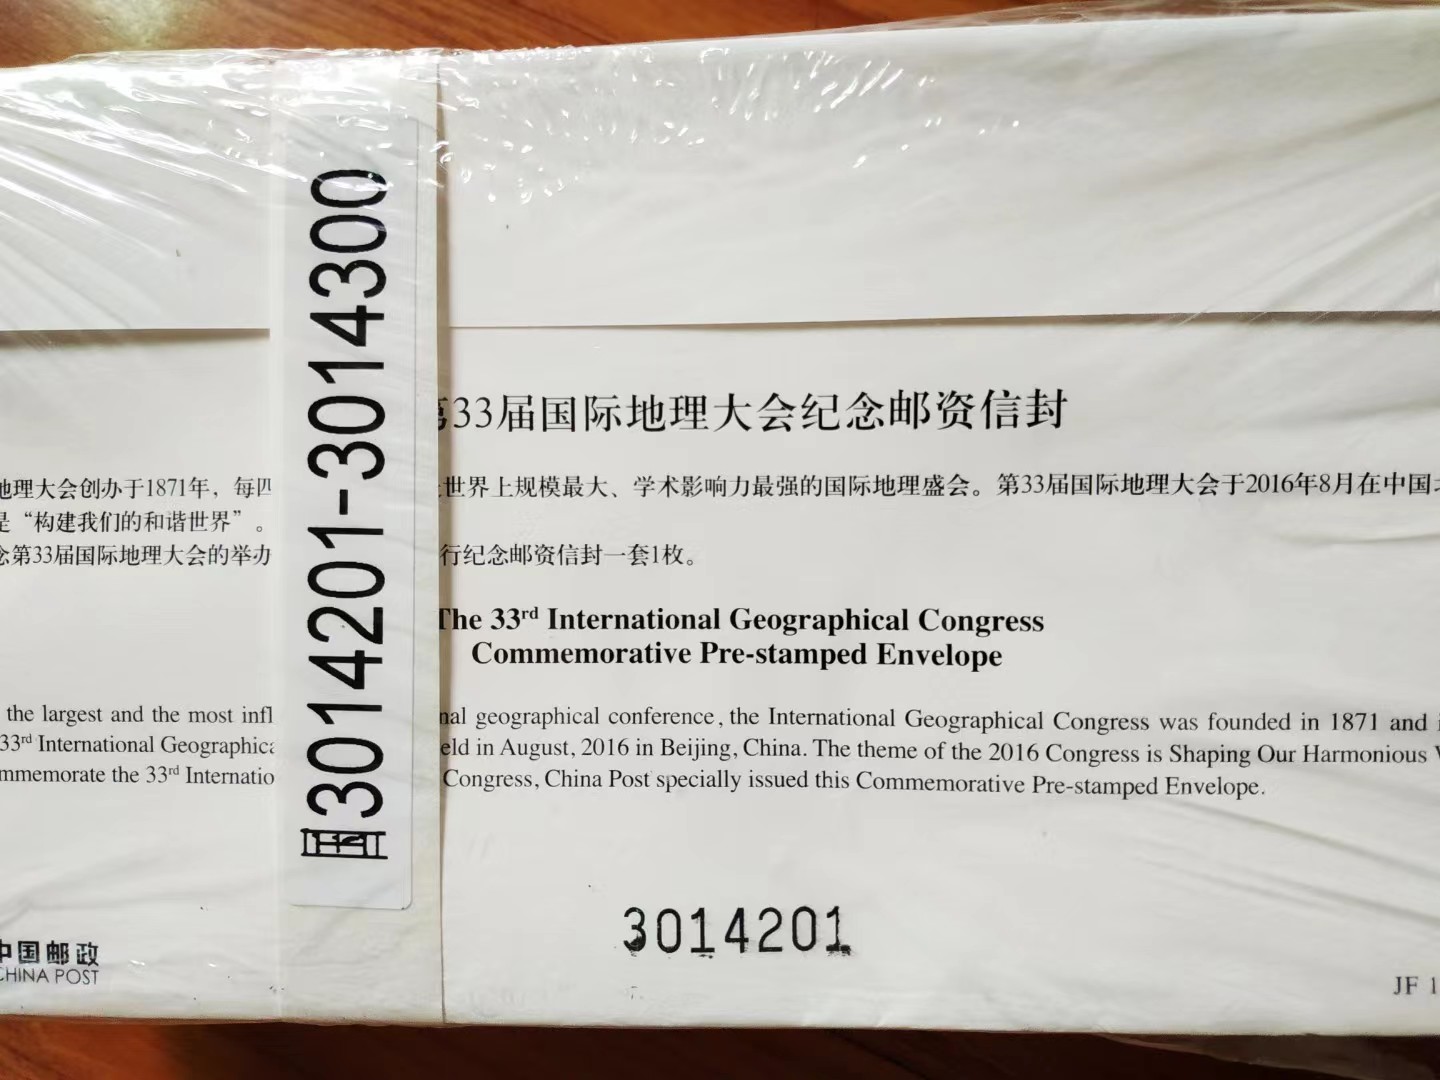 国3014201-3014300
第33届国际地理大会纪念邮资信封
地理大会创办于1871年，每四 世界上规模最大、学术影响力最强的国际地理盛会。第33届国际地理大会于2016年8月在中国
是“构建我们的和谐世界”。
念第33届国际地理大会的举办 行纪念邮资信封一套1枚。
The 33rd International Geographical Congress
Commemorative Pre-stamped Envelope
the largest and the most infl nal geographical conference, the International Geographical Congress was founded in 1871 and
33rd International Geographica eld in August, 2016 in Beijing, China. The theme of the 2016 Congress is Shaping Our Harmonious W
mmemorate the 33rd Internatio Congress, China Post specially issued this Commemorative Pre-stamped Envelope.
3014201
中国邮政
CHINA POST
JF 1